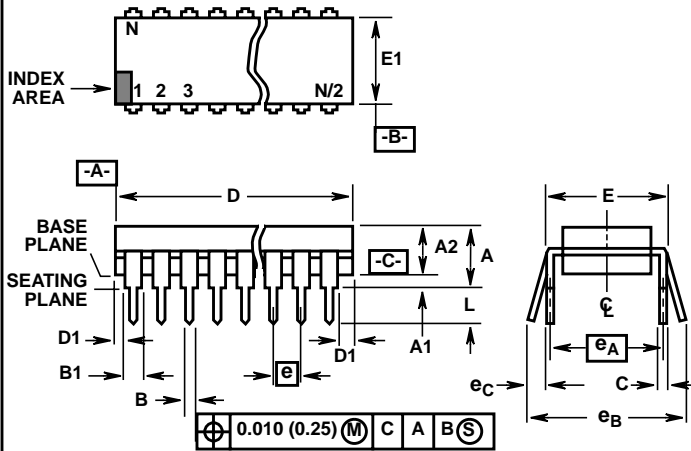 N
INDEX
AREA
1 2 3 N/2
E1
-B-
-A-
D
E
BASE
PLANE
SEATING
PLANE
A2
A
-C-
L
℄
D1
B1
B
e
D1
A1
eA
eC
C
eB
⌖ 0.010 (0.25) Ⓜ C A B Ⓢ